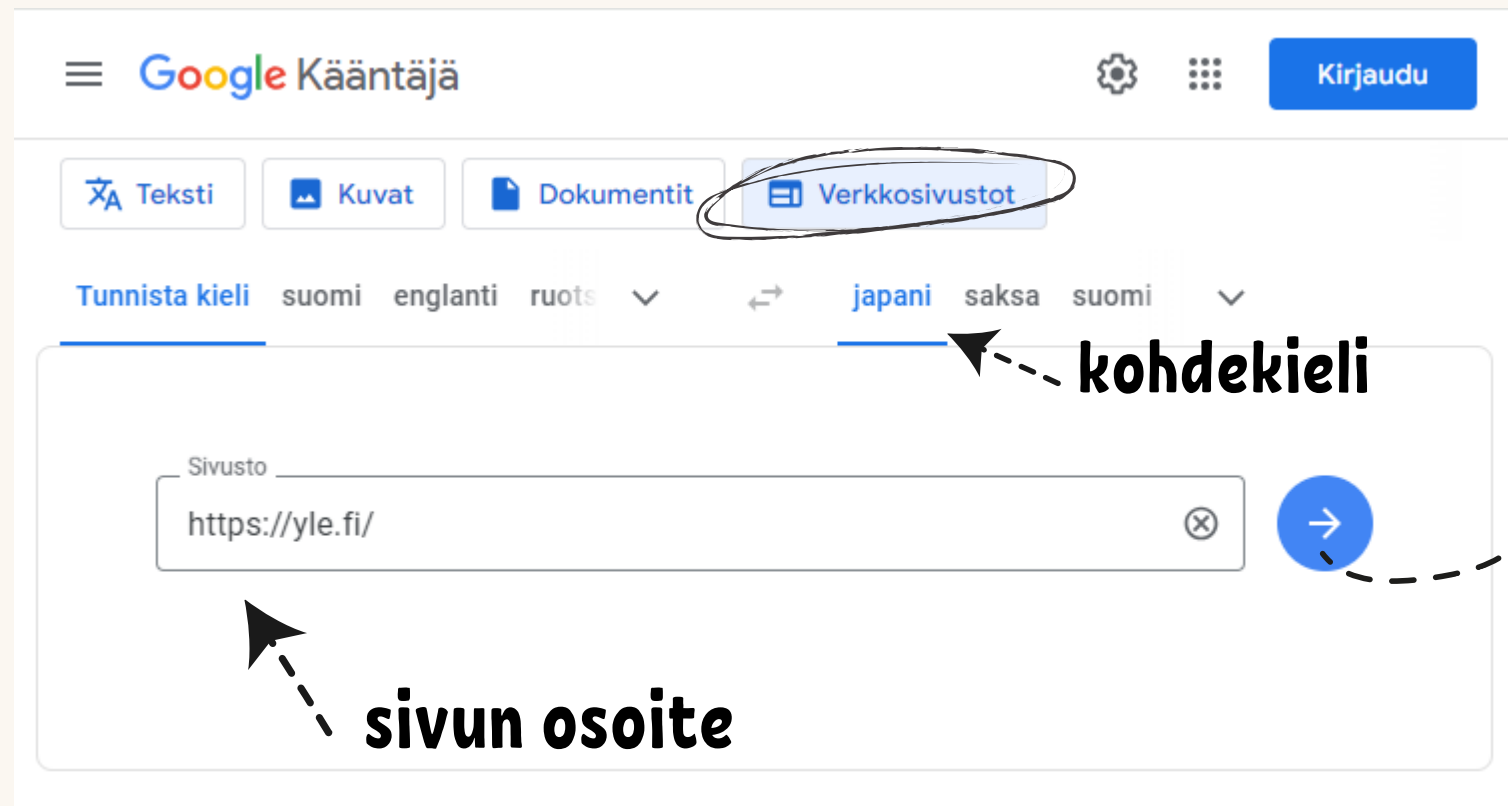 Google Kääntäjä
Kirjaudu
Teksti Kuvat Dokumentit Verkkosivustot
Tunnista kieli suomi englanti ruots japani saksa suomi
kohdekieli
Sivusto
https://yle.fi/
sivun osoite